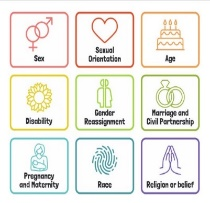 Sex
Sexual
Orientation
Age
Disability
Gender
Reassignment
Marriage and
Civil Partnership
Pregnancy
and Maternity
Race
Religion or belief